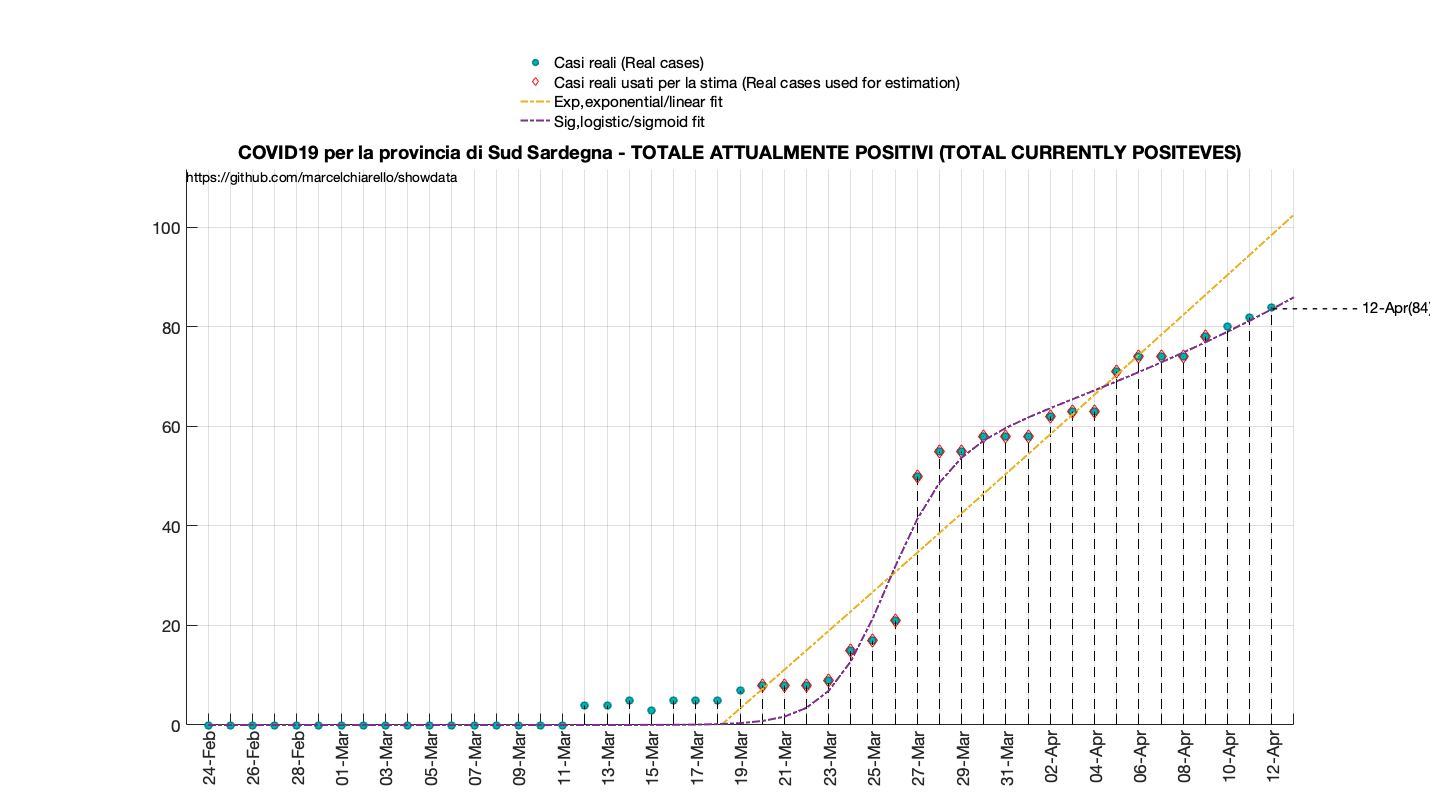 Casi reali (Real cases)
Casi reali usati per la stima (Real cases used for estimation)
Exp,exponential/linear fit
Sig,logistic/sigmoid fit
COVID19 per la provincia di Sud Sardegna - TOTALE ATTUALMENTE POSITIVI (TOTAL CURRENTLY POSITEVES)
https://github.com/marcelchiarello/showdata
100
80
60
40
20
0
12-Apr(84)
24-Feb
26-Feb
28-Feb
01-Mar
03-Mar
05-Mar
07-Mar
09-Mar
11-Mar
13-Mar
15-Mar
17-Mar
19-Mar
21-Mar
23-Mar
25-Mar
27-Mar
29-Mar
31-Mar
02-Apr
04-Apr
06-Apr
08-Apr
10-Apr
12-Apr